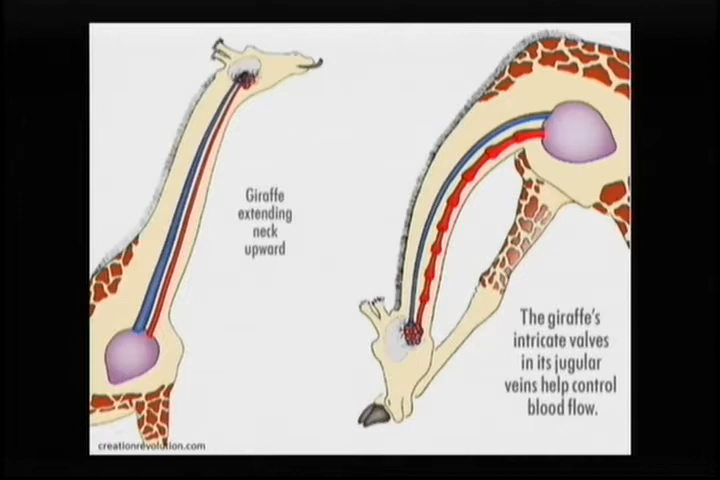 Giraffe
extending
neck
upward
The giraffe's
intricate valves
in its jugular
veins help control
blood flow.
creationrevolution.com